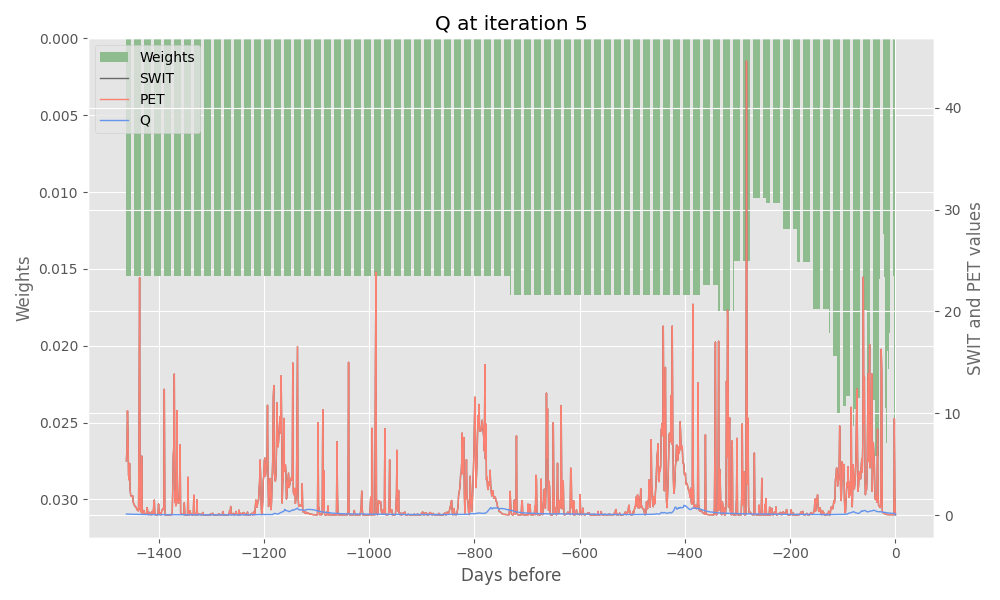 Q at iteration 5
Weights
SWIT
PET
Q
0.000
0.005
0.010
0.015
0.020
0.025
0.030
Weights
40
30
20
10
0
SWIT and PET values
−1400
−1200
−1000
−800
−600
−400
−200
0
Days before